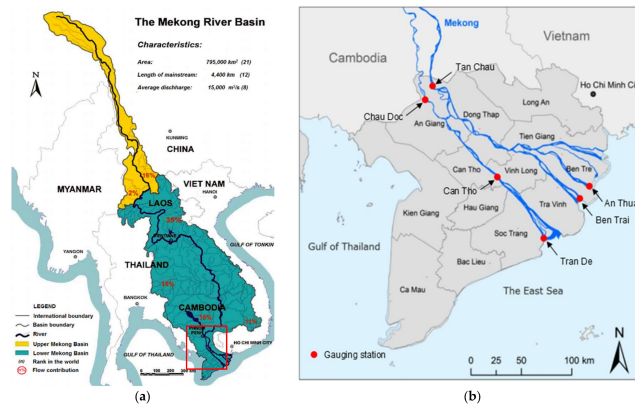 The Mekong River Basin
Characteristics:
Area: 795,000 km² (21)
Length of mainstream: 4,400 km (12)
Average dischharge: 15,000 m³/s (8)
N
KUNMING
CHINA
16%
2%
MYANMAR
VIET NAM
HANOI
LAOS
35%
VIENTIANE
GULF OF TONKIN
YANGON
THAILAND
18%
BANGKOK
CAMBODIA
18%
11%
PHNOM
PENH
HO CHI MINH CITY
GULF OF THAILAND
LEGEND
International boundary
Basin boundary
River
Upper Mekong Basin
Lower Mekong Basin
Rank in the world
Flow contribution
(a)
Mekong
Vietnam
Cambodia
Tan Chau
Ho Chi Minh Ci
Chau Doc
Long An
Dong Thap
An Giang
Tien Giang
Can Tho
Vinh Long
Ben Tre
Can Tho
An Thua
Hau Giang
Tra Vinh
Ben Trai
Kien Giang
Soc Trang
Gulf of Thailand
Tran De
Bac Lieu
Ca Mau
The East Sea
N
Gauging station
0 50 100 km
(b)